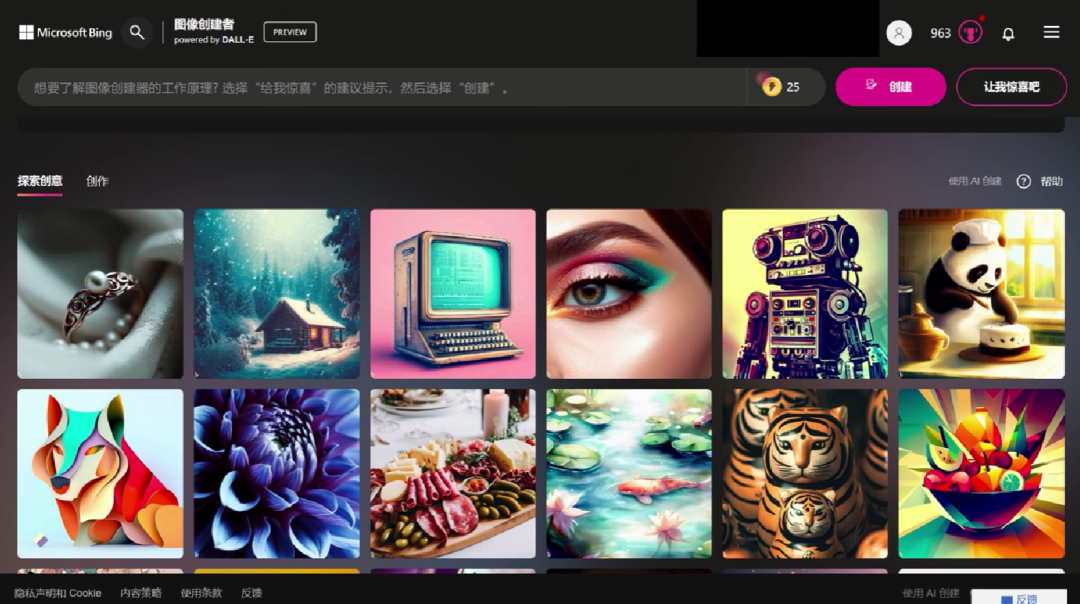 Microsoft Bing
图像创建者
powered by DALL·E
PREVIEW
963
想要了解图像创建器的工作原理? 选择“给我惊喜”的建议提示，然后选择“创建”。
25
创建
让我惊喜吧
探索创意
创作
使用 AI 创建
? 帮助
隐私声明和 Cookie
内容策略
使用条款
反馈
使用 AI 创建
反馈